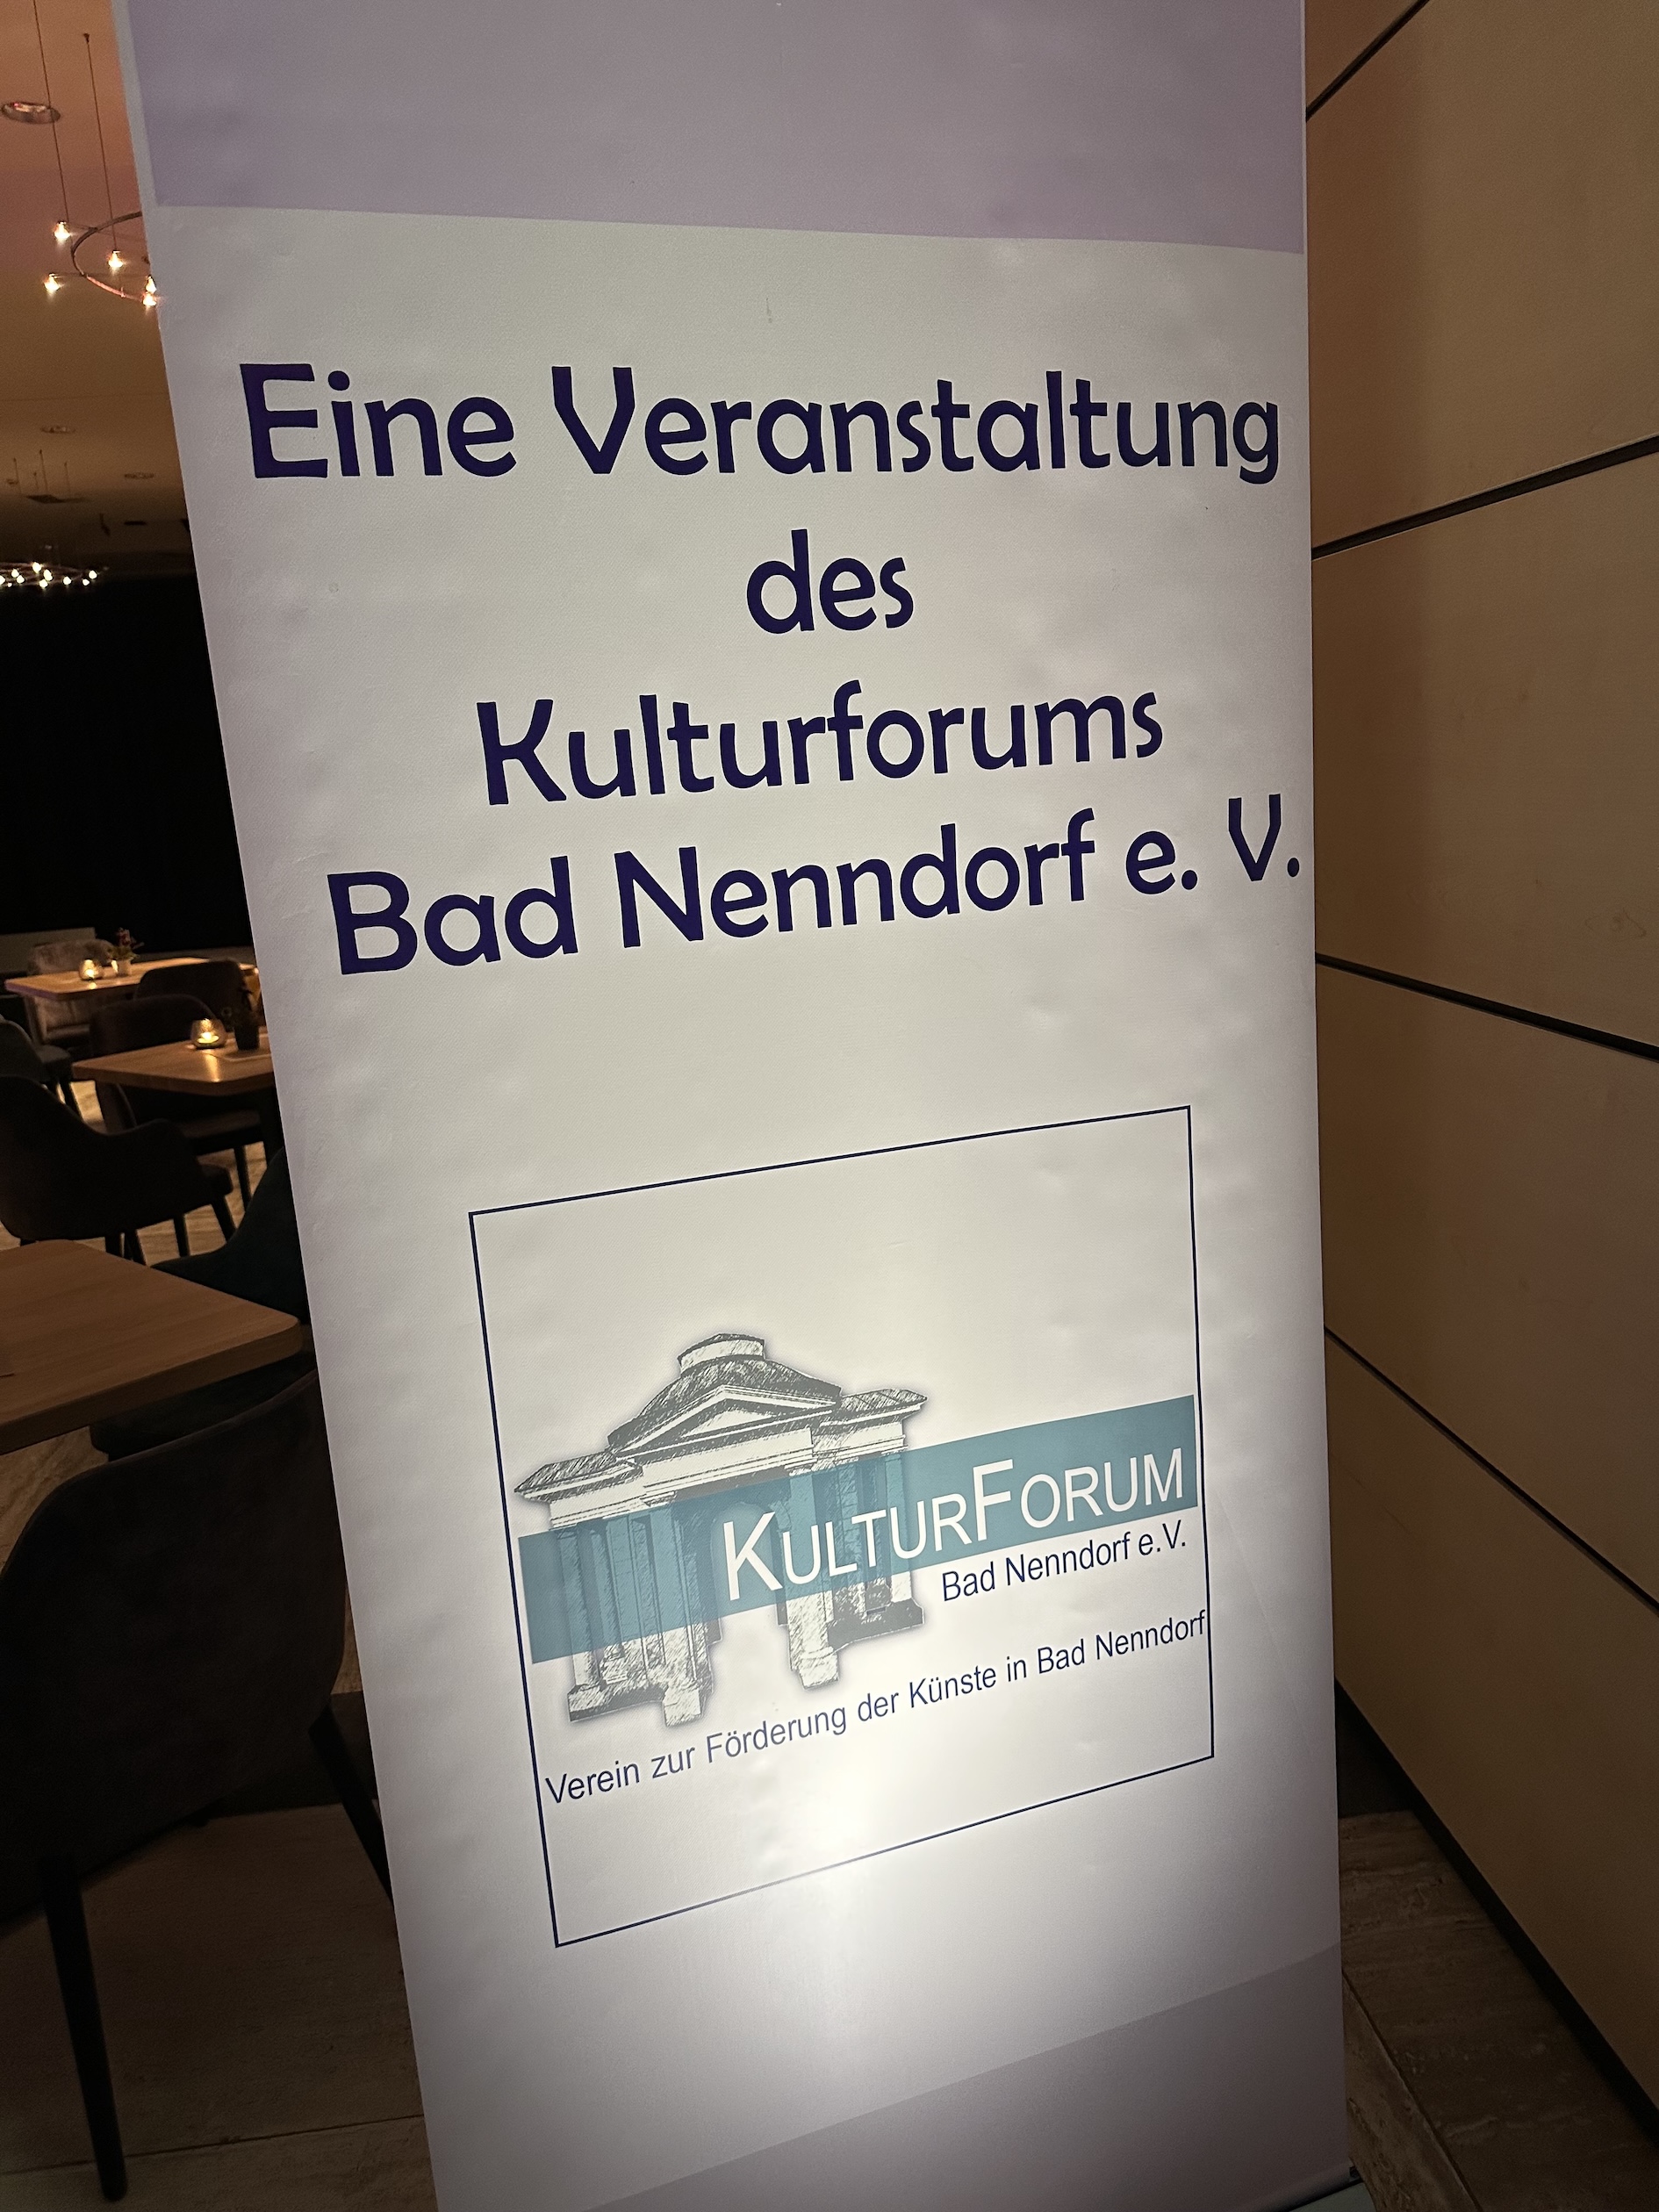 Eine Veranstaltung
des
Kulturforums
Bad Nenndorf e. V.
KULTURFORUM
Bad Nenndorf e.V.
Verein zur Förderung der Künste in Bad Nenndorf